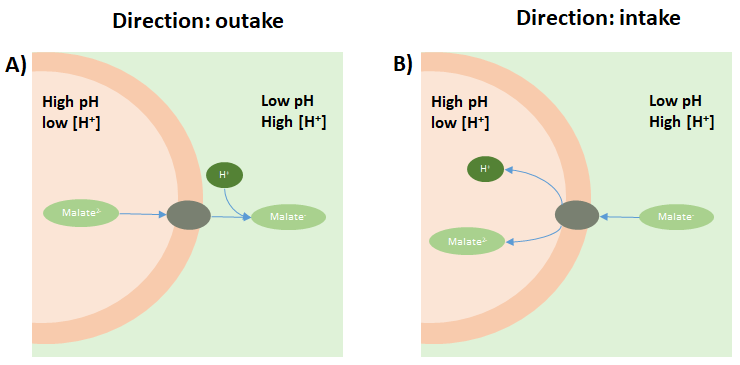 Direction: outake
Direction: intake
A)
High pH
low [H⁺]
Low pH
High [H⁺]
H⁺
Malate²⁻
Malate⁻
B)
High pH
low [H⁺]
Low pH
High [H⁺]
H⁺
Malate⁻
Malate²⁻